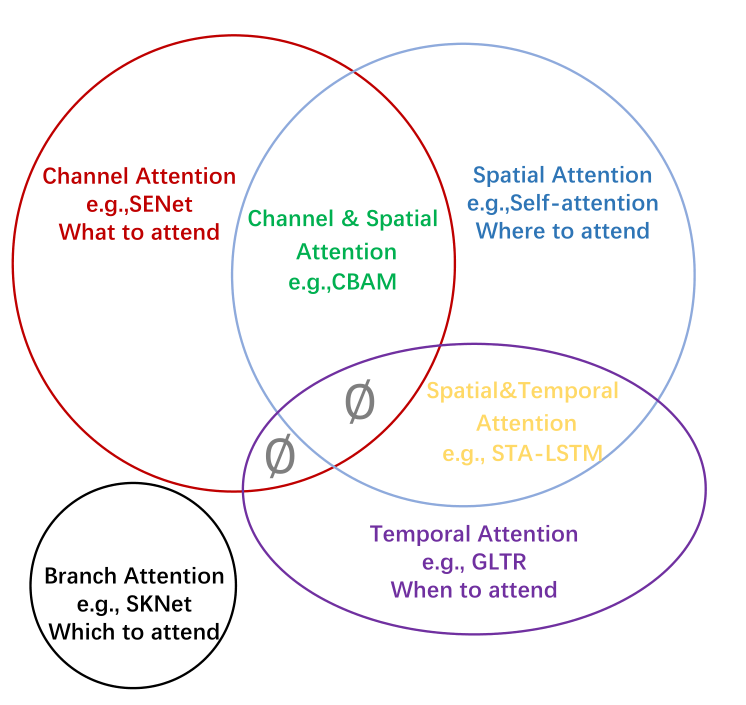 Channel Attention
e.g.,SENet
What to attend
Spatial Attention
e.g.,Self-attention
Where to attend
Channel & Spatial
Attention
e.g.,CBAM
Ø
Ø
Spatial&Temporal
Attention
e.g., STA-LSTM
Temporal Attention
e.g., GLTR
When to attend
Branch Attention
e.g., SKNet
Which to attend